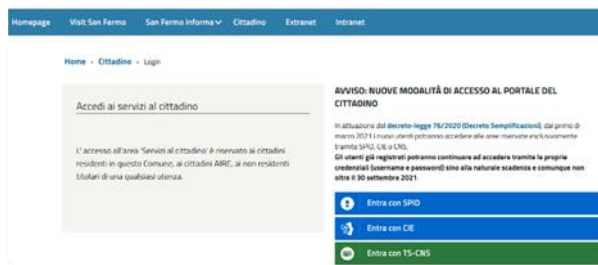 Homepage Visit San Fermo San Fermo Informa Cittadino Extranet Intranet
Home - Cittadino - Login
Accedi ai servizi al cittadino
L'accesso all'area 'Servizi al cittadino' è riservato ai cittadini
residenti in questo Comune, ai cittadini AIRE, ai non residenti
titolari di una qualsiasi utenza.
AVVISO: NUOVE MODALITÀ DI ACCESSO AL PORTALE DEL
CITTADINO
In attuazione del decreto-legge 76/2020 (Decreto Semplificazioni), dal primo di
marzo 2021 i nuovi utenti potranno accedere alle aree riservate esclusivamente
tramite SPID, CIE o CNS.
Gli utenti già registrati potranno continuare ad accedere tramite le proprie
credenziali (username e password) sino alla naturale scadenza e comunque non
oltre il 30 settembre 2021.
Entra con SPID
Entra con CIE
Entra con TS-CNS